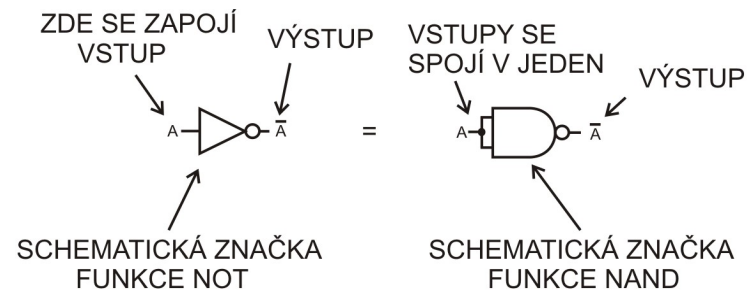 ZDE SE ZAPOJÍ
VSTUP
VÝSTUP
A
A̅
SCHEMATICKÁ ZNAČKA
FUNKCE NOT
=
VSTUPY SE
SPOJÍ V JEDEN
VÝSTUP
A
A̅
SCHEMATICKÁ ZNAČKA
FUNKCE NAND